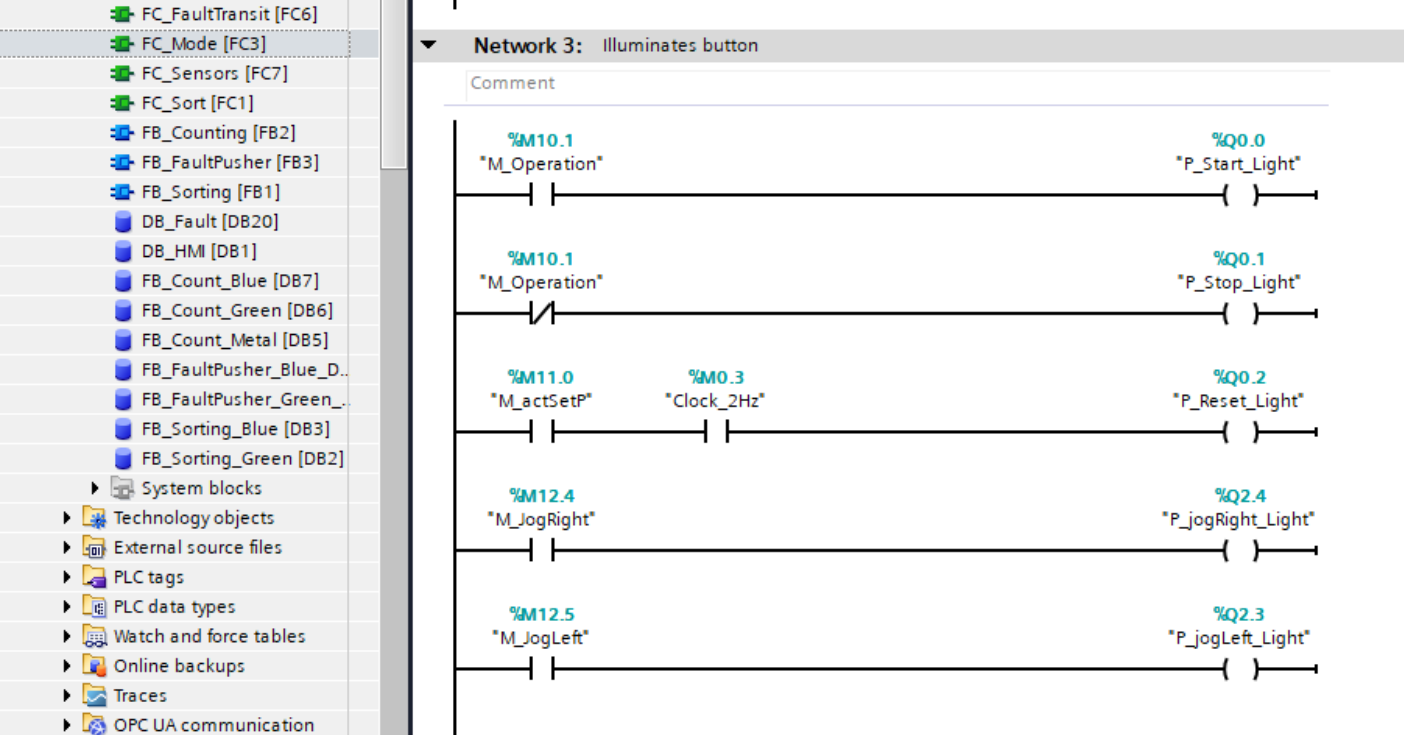 FC_FaultTransit [FC6]
FC_Mode [FC3]
FC_Sensors [FC7]
FC_Sort [FC1]
FB_Counting [FB2]
FB_FaultPusher [FB3]
FB_Sorting [FB1]
DB_Fault [DB20]
DB_HMI [DB1]
FB_Count_Blue [DB7]
FB_Count_Green [DB6]
FB_Count_Metal [DB5]
FB_FaultPusher_Blue_D..
FB_FaultPusher_Green_..
FB_Sorting_Blue [DB3]
FB_Sorting_Green [DB2]
System blocks
Technology objects
External source files
PLC tags
PLC data types
Watch and force tables
Online backups
Traces
OPC UA communication
Network 3: Illuminates button
Comment
%M10.1 %Q0.0
"M_Operation" "P_Start_Light"
%M10.1 %Q0.1
"M_Operation" "P_Stop_Light"
%M11.0 %M0.3 %Q0.2
"M_actSetP" "Clock_2Hz" "P_Reset_Light"
%M12.4 %Q2.4
"M_JogRight" "P_jogRight_Light"
%M12.5 %Q2.3
"M_JogLeft" "P_jogLeft_Light"